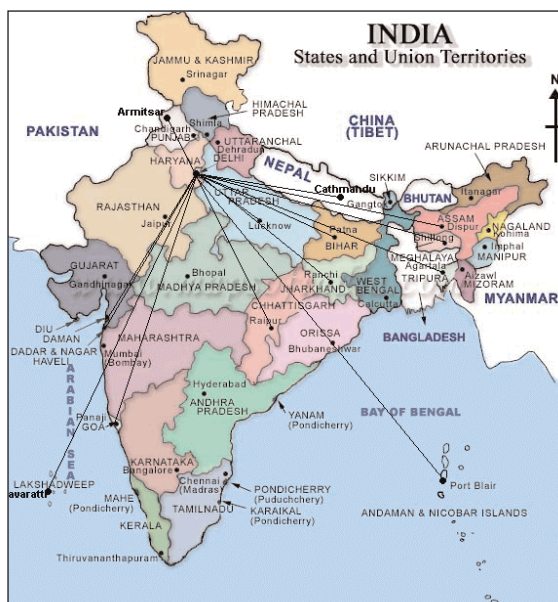 INDIA
States and Union Territories
JAMMU & KASHMIR
Srinagar
HIMACHAL
PRADESH
Armitsar
Shimla
Chandigarh
PUNJAB
PAKISTAN
CHINA
(TIBET)
N
UTTARANCHAL
Dehradun
DELHI
HARYANA
NEPAL
SIKKIM
ARUNACHAL PRADESH
Cathmandu
Gangtok
BHUTAN
Itanagar
UTTAR
PRADESH
RAJASTHAN
Jaipur
Lucknow
Patna
BIHAR
ASSAM
Dispur
NAGALAND
Kohima
Shillong
MEGHALAYA
Imphal
MANIPUR
Agartala
TRIPURA
Aizawl
MIZORAM
GUJARAT
Gandhinagar
Bhopal
MADHYA PRADESH
Ranchi
JHARKHAND
WEST
BENGAL
Calcutta
CHHATTISGARH
Raipur
MYANMAR
BANGLADESH
DIU
DAMAN
DADAR & NAGAR
HAVELI
MAHARASHTRA
Mumbai
(Bombay)
ORISSA
Bhubaneshwar
Hyderabad
ANDHRA
PRADESH
YANAM
(Pondicherry)
BAY OF BENGAL
ARABIAN SEA
Panaji
GOA
KARNATAKA
Bangalore
LAKSHADWEEP
avaratti
Chennai
(Madras)
PONDICHERRY
(Puduchery)
MAHE
(Pondicherry)
KARAIKAL
(Pondicherry)
TAMILNADU
KERALA
Thiruvananthapuram
Port Blair
ANDAMAN & NICOBAR ISLANDS